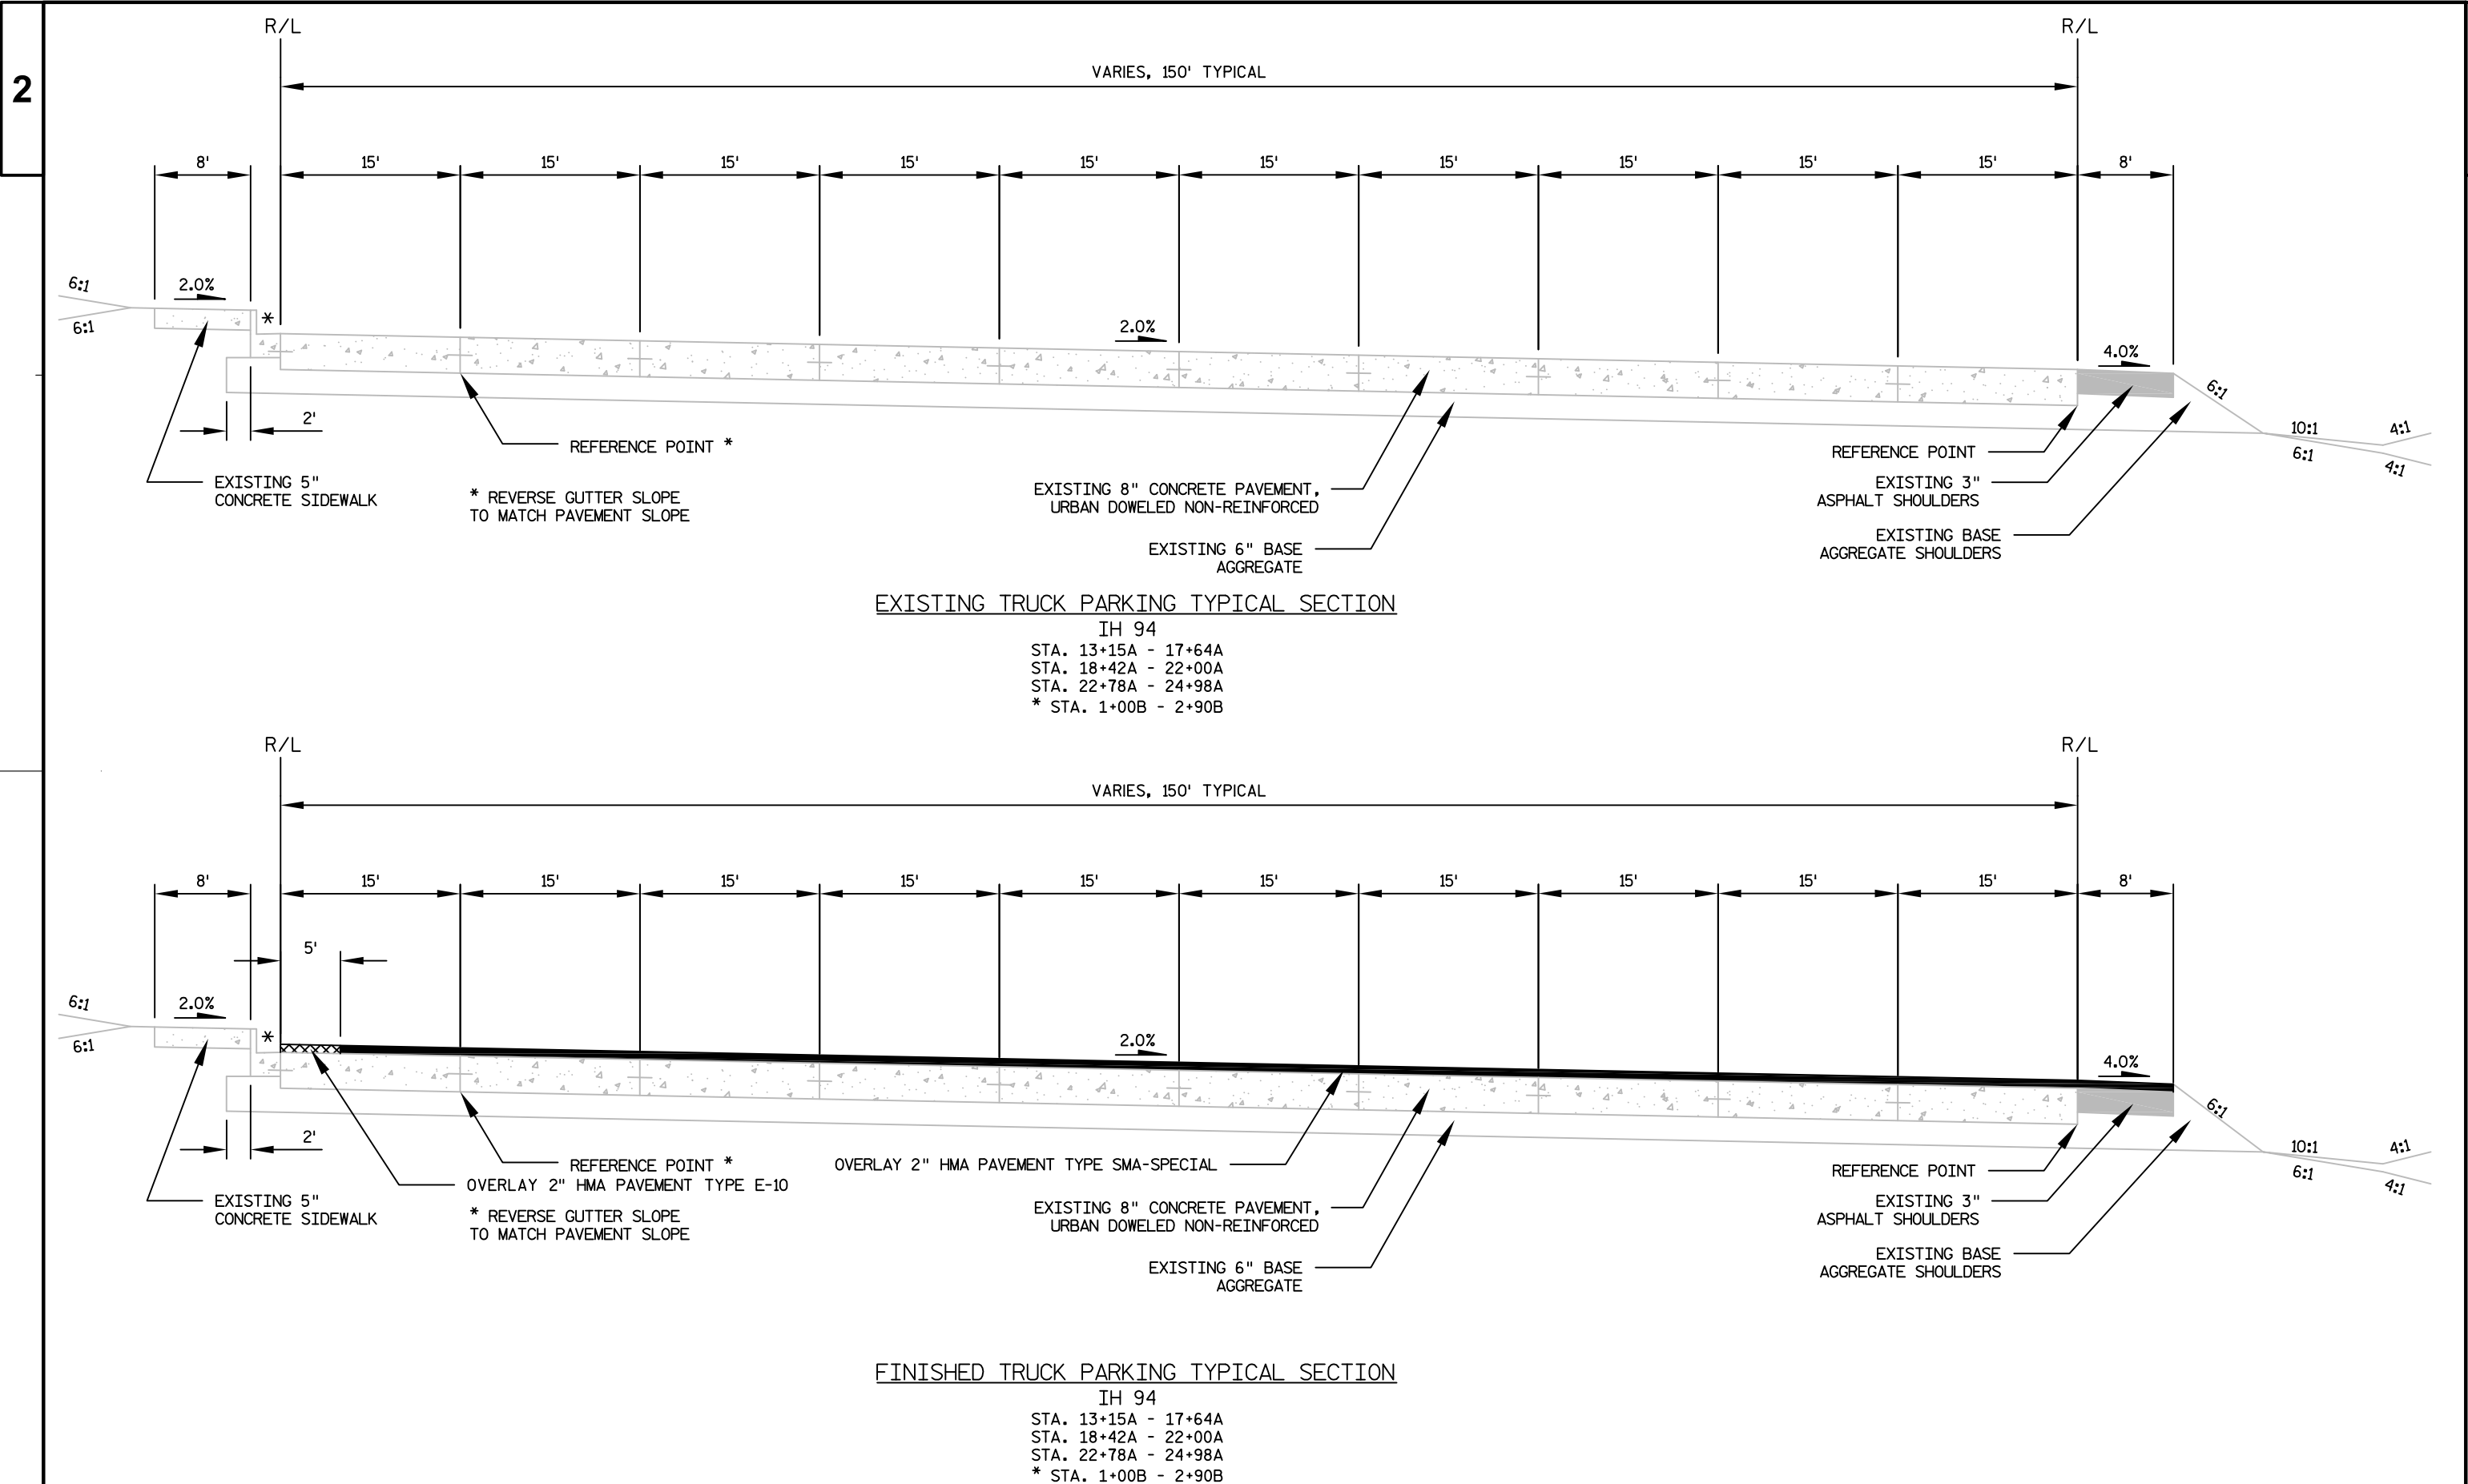 2
R/L R/L
VARIES, 150' TYPICAL
8' 15' 15' 15' 15' 15' 15' 15' 15' 15' 15' 8'
6:1 2.0% *
6:1
2.0%
4.0%
6:1
10:1 4:1
6:1 4:1
2'
REFERENCE POINT *
EXISTING 5"
CONCRETE SIDEWALK
* REVERSE GUTTER SLOPE
TO MATCH PAVEMENT SLOPE
EXISTING 8" CONCRETE PAVEMENT,
URBAN DOWELED NON-REINFORCED
EXISTING 6" BASE
AGGREGATE
REFERENCE POINT
EXISTING 3"
ASPHALT SHOULDERS
EXISTING BASE
AGGREGATE SHOULDERS
EXISTING TRUCK PARKING TYPICAL SECTION
IH 94
STA. 13+15A - 17+64A
STA. 18+42A - 22+00A
STA. 22+78A - 24+98A
* STA. 1+00B - 2+90B
R/L R/L
VARIES, 150' TYPICAL
8' 15' 15' 15' 15' 15' 15' 15' 15' 15' 15' 8'
5'
6:1 2.0% *
6:1
2.0%
4.0%
6:1
10:1 4:1
6:1 4:1
2'
REFERENCE POINT *
OVERLAY 2" HMA PAVEMENT TYPE E-10
EXISTING 5"
CONCRETE SIDEWALK
* REVERSE GUTTER SLOPE
TO MATCH PAVEMENT SLOPE
OVERLAY 2" HMA PAVEMENT TYPE SMA-SPECIAL
EXISTING 8" CONCRETE PAVEMENT,
URBAN DOWELED NON-REINFORCED
EXISTING 6" BASE
AGGREGATE
REFERENCE POINT
EXISTING 3"
ASPHALT SHOULDERS
EXISTING BASE
AGGREGATE SHOULDERS
FINISHED TRUCK PARKING TYPICAL SECTION
IH 94
STA. 13+15A - 17+64A
STA. 18+42A - 22+00A
STA. 22+78A - 24+98A
* STA. 1+00B - 2+90B